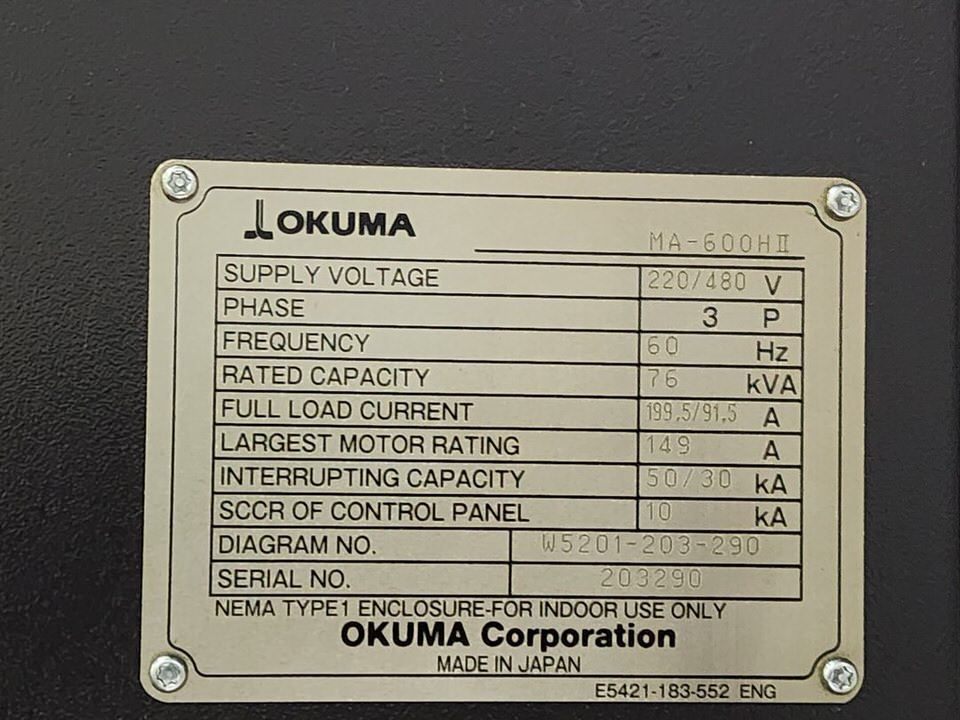 OKUMA
MA-600HⅡ
SUPPLY VOLTAGE 220/480 V
PHASE 3 P
FREQUENCY 60 Hz
RATED CAPACITY 76 kVA
FULL LOAD CURRENT 199.5/91.5 A
LARGEST MOTOR RATING 149 A
INTERRUPTING CAPACITY 50/30 kA
SCCR OF CONTROL PANEL 10 kA
DIAGRAM NO. W5201-203-290
SERIAL NO. 203290
NEMA TYPE1 ENCLOSURE-FOR INDOOR USE ONLY
OKUMA Corporation
MADE IN JAPAN
E5421-183-552 ENG